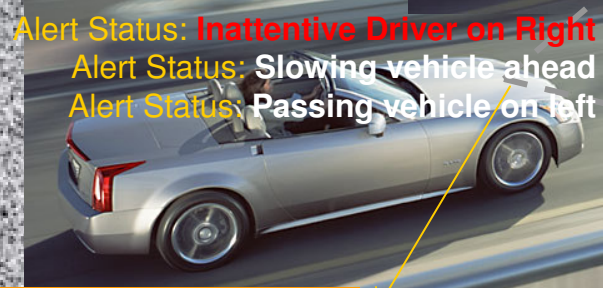 Alert Status: Inattentive Driver on Right
Alert Status: Slowing vehicle ahead
Alert Status: Passing vehicle on left